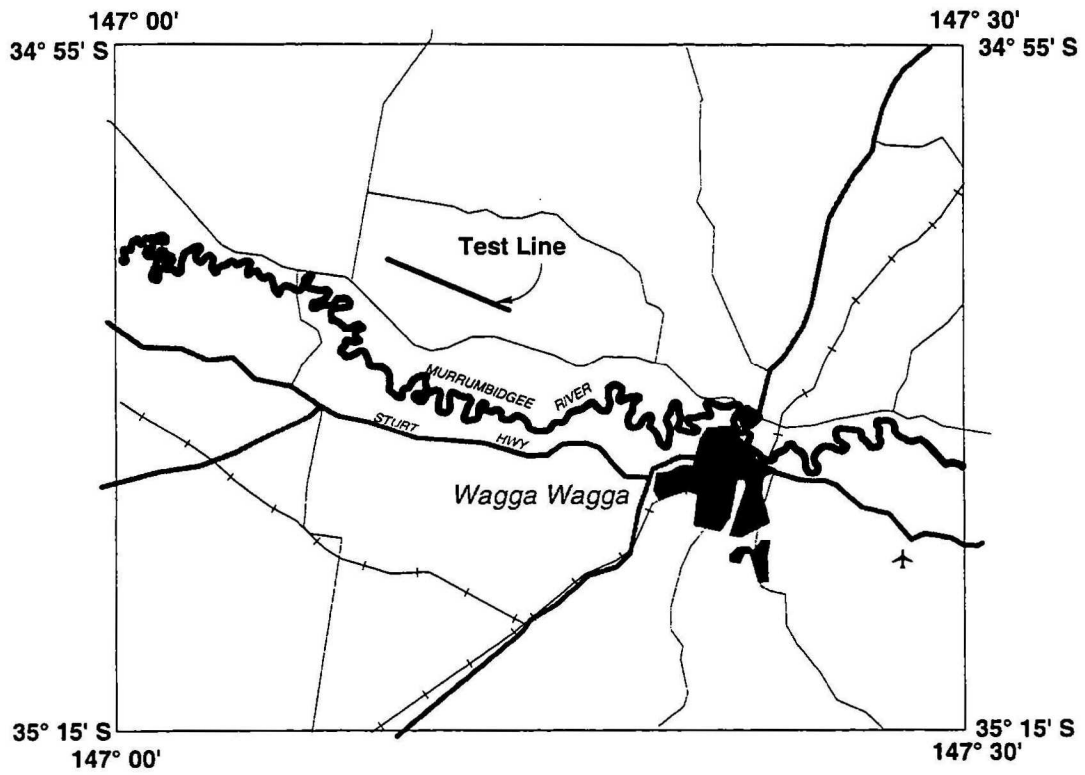 147° 00'
147° 30'
34° 55' S
34° 55' S
Test Line
MURRUMBIDGEE RIVER
STURT HWY
Wagga Wagga
35° 15' S
35° 15' S
147° 00'
147° 30'